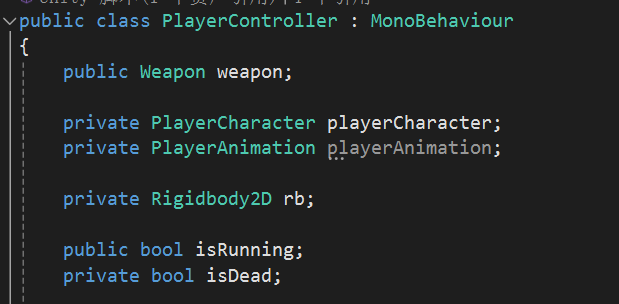 public class PlayerController : MonoBehaviour
{
    public Weapon weapon;
    private PlayerCharacter playerCharacter;
    private PlayerAnimation playerAnimation;
    private Rigidbody2D rb;
    public bool isRunning;
    private bool isDead;